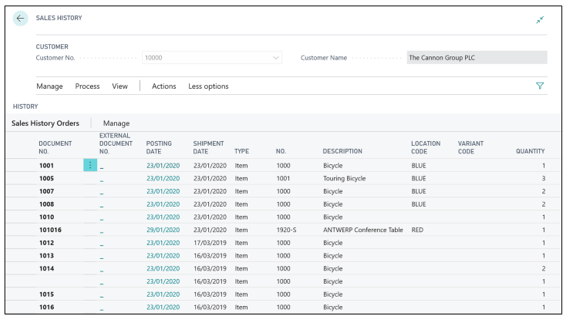 SALES HISTORY
CUSTOMER
Customer No. 10000 Customer Name The Cannon Group PLC
Manage Process View Actions Less options
HISTORY
Sales History Orders Manage
DOCUMENT NO. EXTERNAL DOCUMENT NO. POSTING DATE SHIPMENT DATE TYPE NO. DESCRIPTION LOCATION CODE VARIANT CODE QUANTITY
1001 _ 23/01/2020 23/01/2020 Item 1000 Bicycle BLUE 1
1005 _ 23/01/2020 23/01/2020 Item 1001 Touring Bicycle BLUE 3
1007 _ 23/01/2020 23/01/2020 Item 1000 Bicycle BLUE 2
1008 _ 23/01/2020 23/01/2020 Item 1000 Bicycle BLUE 2
1010 _ 23/01/2020 23/01/2020 Item 1000 Bicycle 1
101016 _ 29/01/2020 23/01/2020 Item 1920-S ANTWERP Conference Table RED 1
1012 _ 23/01/2020 17/03/2019 Item 1000 Bicycle 1
1013 _ 23/01/2020 16/03/2019 Item 1000 Bicycle 1
1014 _ 23/01/2020 16/03/2019 Item 1000 Bicycle 2
_ 23/01/2020 16/03/2019 Item 1000 Bicycle 1
1015 _ 23/01/2020 16/03/2019 Item 1000 Bicycle 1
1016 _ 23/01/2020 16/03/2019 Item 1000 Bicycle 1